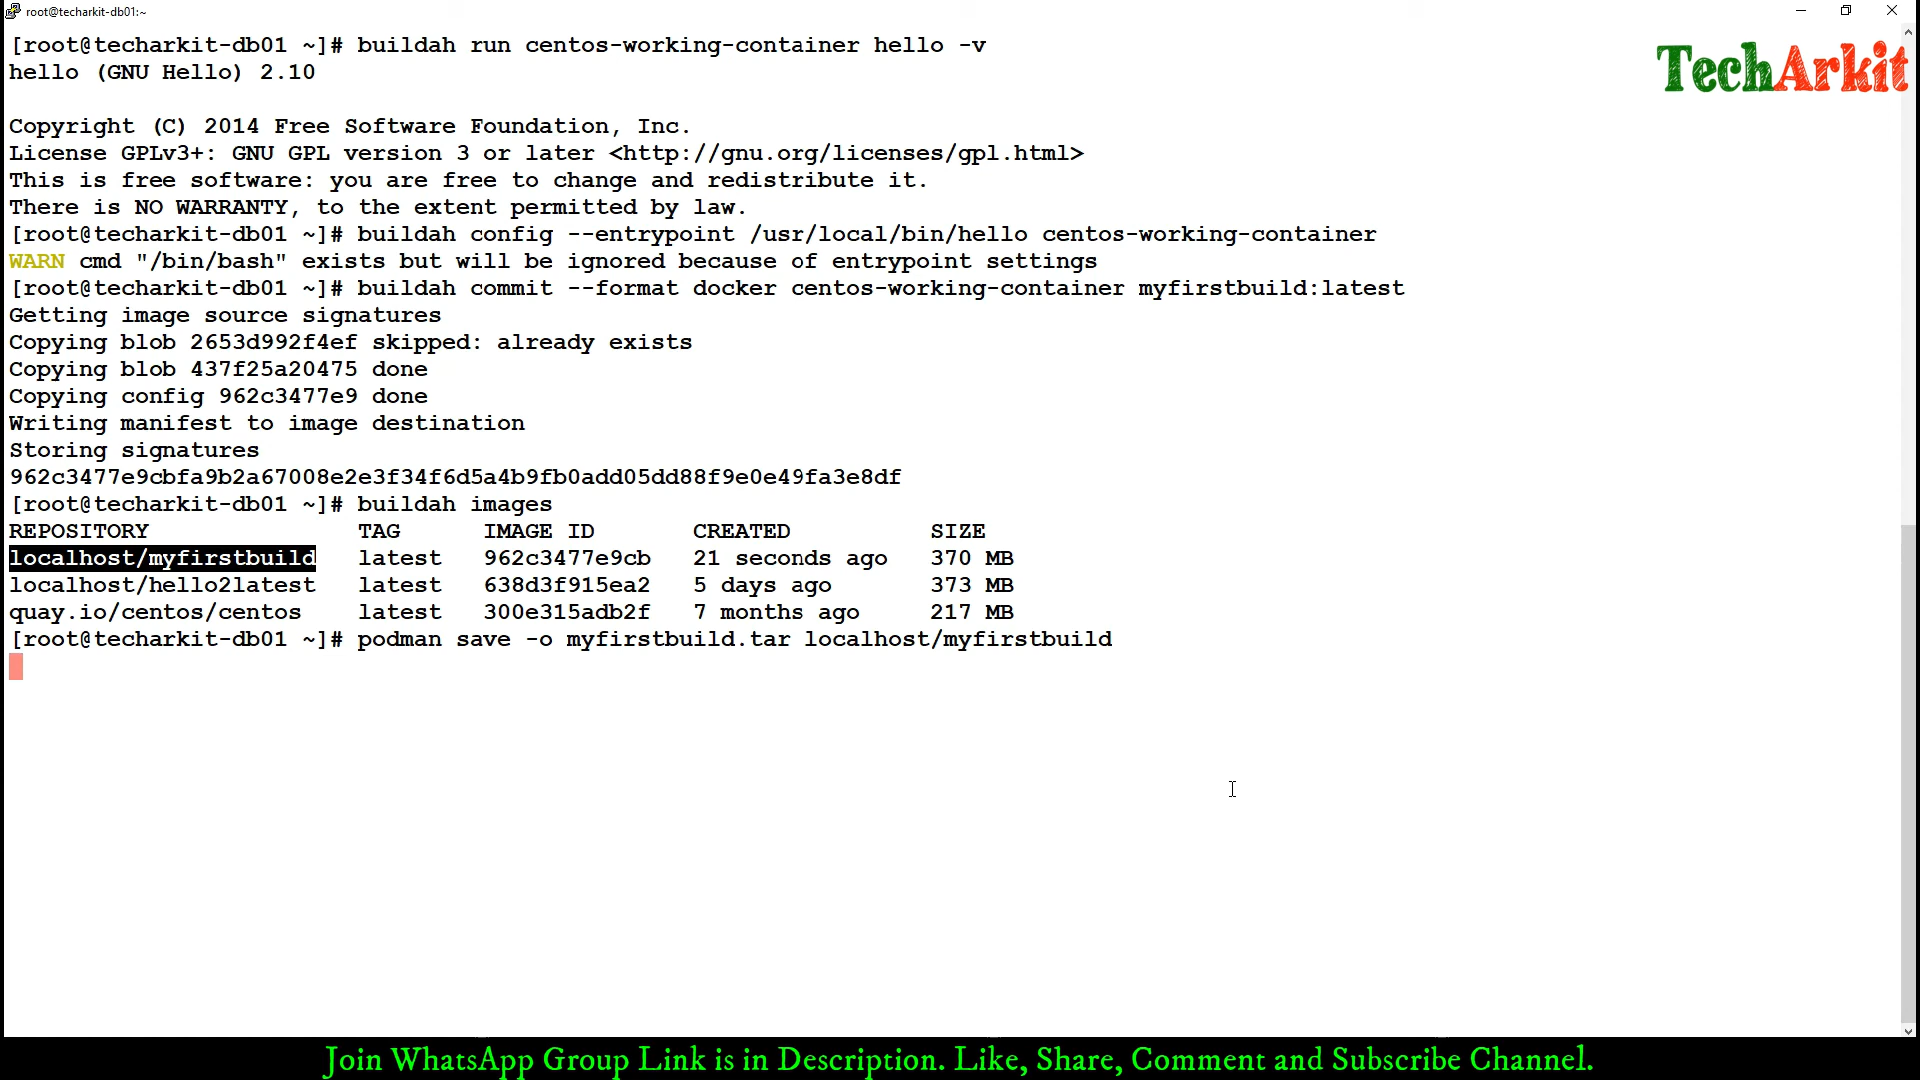 root@techarkit-db01:~
[root@techarkit-db01 ~]# buildah run centos-working-container hello -v
TechArkit
hello (GNU Hello) 2.10
Copyright (C) 2014 Free Software Foundation, Inc.
License GPLv3+: GNU GPL version 3 or later <http://gnu.org/licenses/gpl.html>
This is free software: you are free to change and redistribute it.
There is NO WARRANTY, to the extent permitted by law.
[root@techarkit-db01 ~]# buildah config --entrypoint /usr/local/bin/hello centos-working-container
WARN cmd "/bin/bash" exists but will be ignored because of entrypoint settings
[root@techarkit-db01 ~]# buildah commit --format docker centos-working-container myfirstbuild:latest
Getting image source signatures
Copying blob 2653d992f4ef skipped: already exists
Copying blob 437f25a20475 done
Copying config 962c3477e9 done
Writing manifest to image destination
Storing signatures
962c3477e9cbfa9b2a67008e2e3f34f6d5a4b9fb0add05dd88f9e0e49fa3e8df
[root@techarkit-db01 ~]# buildah images
REPOSITORY TAG IMAGE ID CREATED SIZE
localhost/myfirstbuild latest 962c3477e9cb 21 seconds ago 370 MB
localhost/hello2latest latest 638d3f915ea2 5 days ago 373 MB
quay.io/centos/centos latest 300e315adb2f 7 months ago 217 MB
[root@techarkit-db01 ~]# podman save -o myfirstbuild.tar localhost/myfirstbuild
Join WhatsApp Group Link is in Description. Like, Share, Comment and Subscribe Channel.